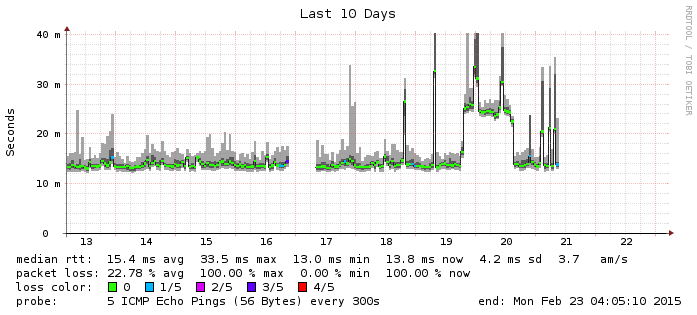 Last 10 Days
RRDTOOL / TOBI OETIKER
Seconds
40 m
30 m
20 m
10 m
0
13 14 15 16 17 18 19 20 21 22
median rtt: 15.4 ms avg 33.5 ms max 13.0 ms min 13.8 ms now 4.2 ms sd 3.7 am/s
packet loss: 22.78 % avg 100.00 % max 0.00 % min 100.00 % now
loss color: 0 1/5 2/5 3/5 4/5
probe: 5 ICMP Echo Pings (56 Bytes) every 300s end: Mon Feb 23 04:05:10 2015